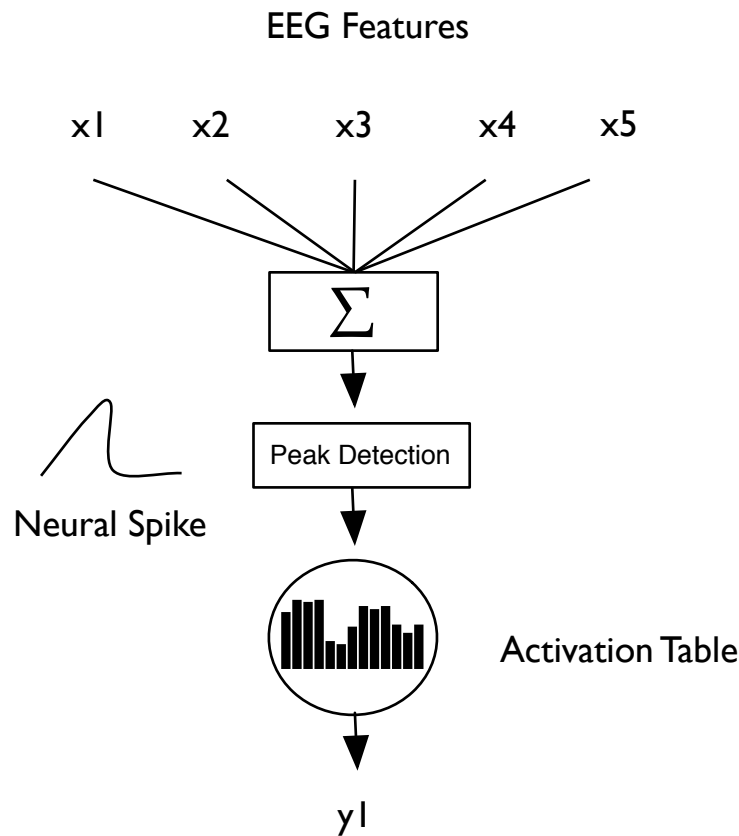 EEG Features
x1 x2 x3 x4 x5
Σ
Peak Detection
Neural Spike
Activation Table
y1